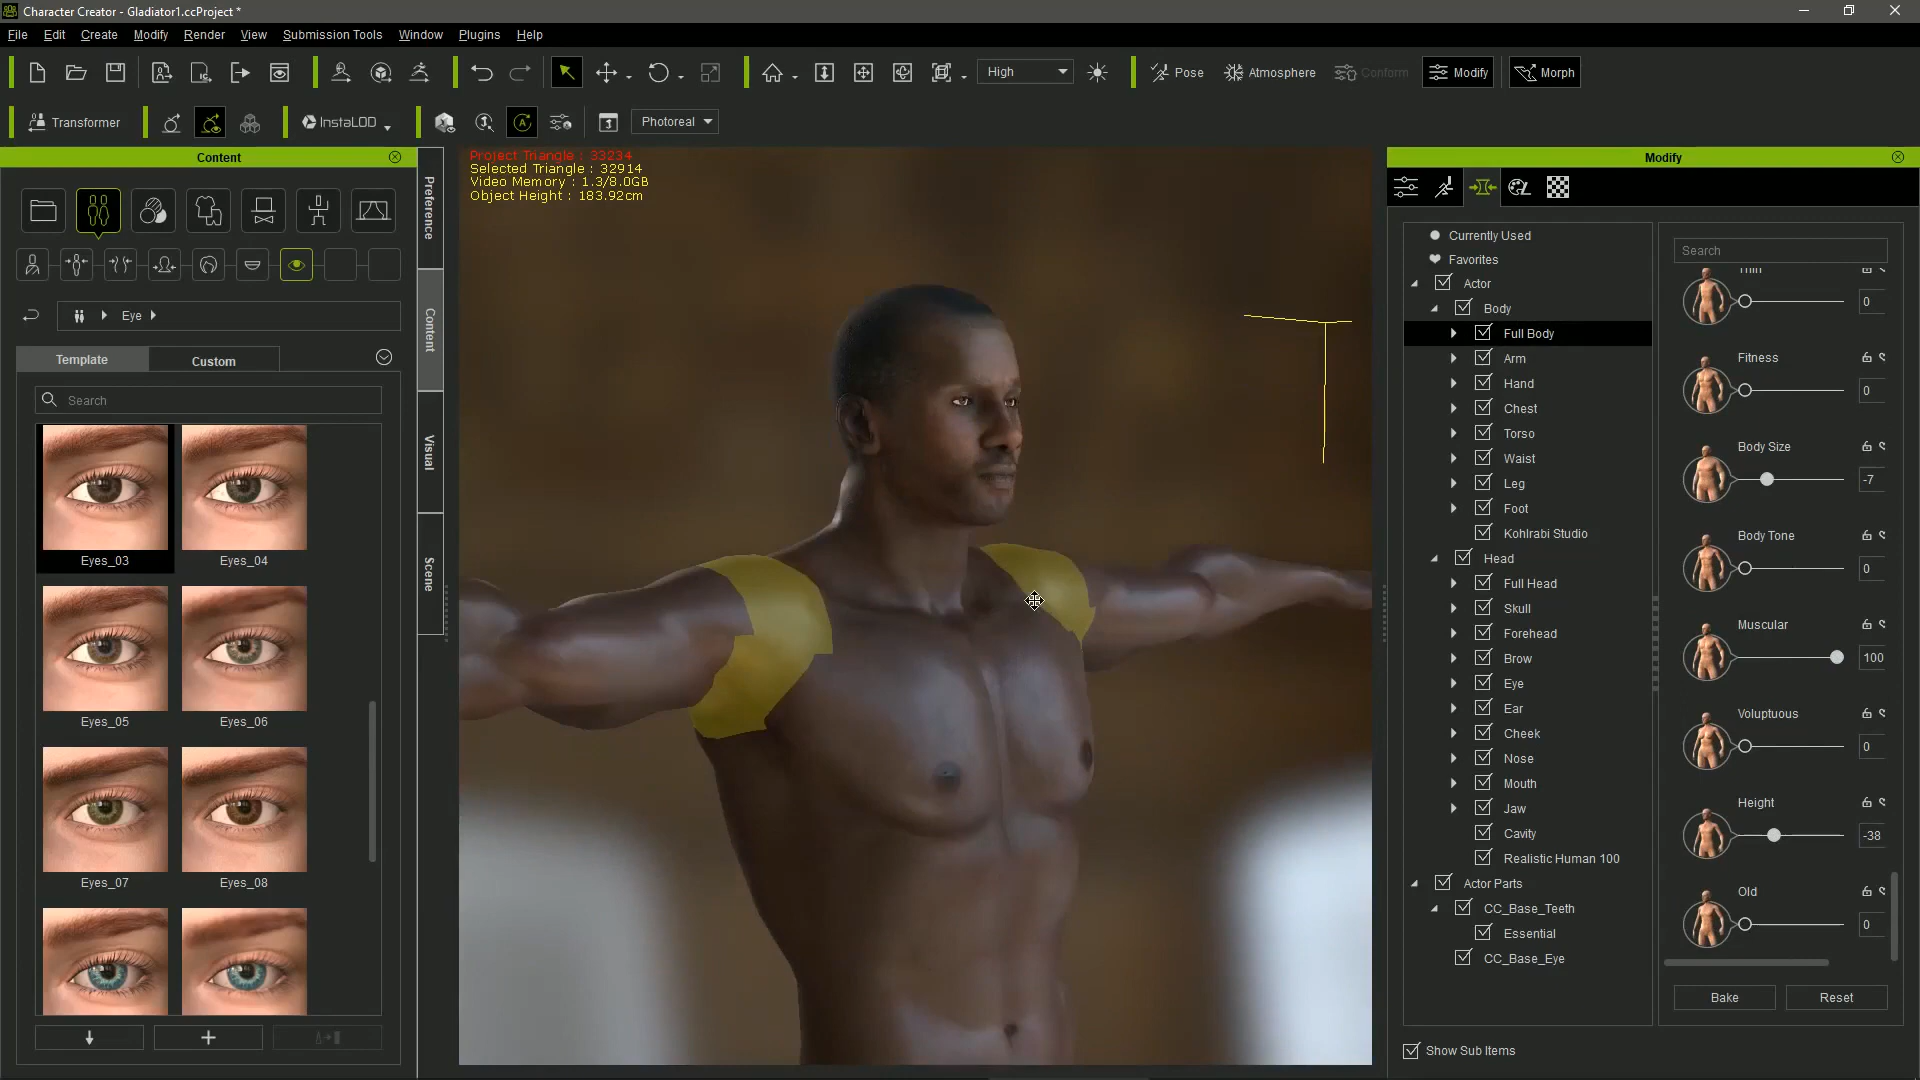 Character Creator - Gladiator1.ccProject *
File Edit Create Modify Render View Submission Tools Window Plugins Help
High Pose Atmosphere Conform Modify Morph
Transformer InstaLOD Photoreal
Content
Eye
Template Custom
Search
Eyes_03 Eyes_04
Eyes_05 Eyes_06
Eyes_07 Eyes_08
Preference
Content
Visual
Scene
Project Triangle : 33234
Selected Triangle : 32914
Video Memory : 1.3/8.0GB
Object Height : 183.92cm
Modify
Currently Used
Favorites
Actor
Body
Full Body
Arm
Hand
Chest
Torso
Waist
Leg
Foot
Kohlrabi Studio
Head
Full Head
Skull
Forehead
Brow
Eye
Ear
Cheek
Nose
Mouth
Jaw
Cavity
Realistic Human 100
Actor Parts
CC_Base_Teeth
Essential
CC_Base_Eye
Show Sub Items
Search
Thin
0
Fitness
0
Body Size
-7
Body Tone
0
Muscular
100
Voluptuous
0
Height
-38
Old
0
Bake Reset